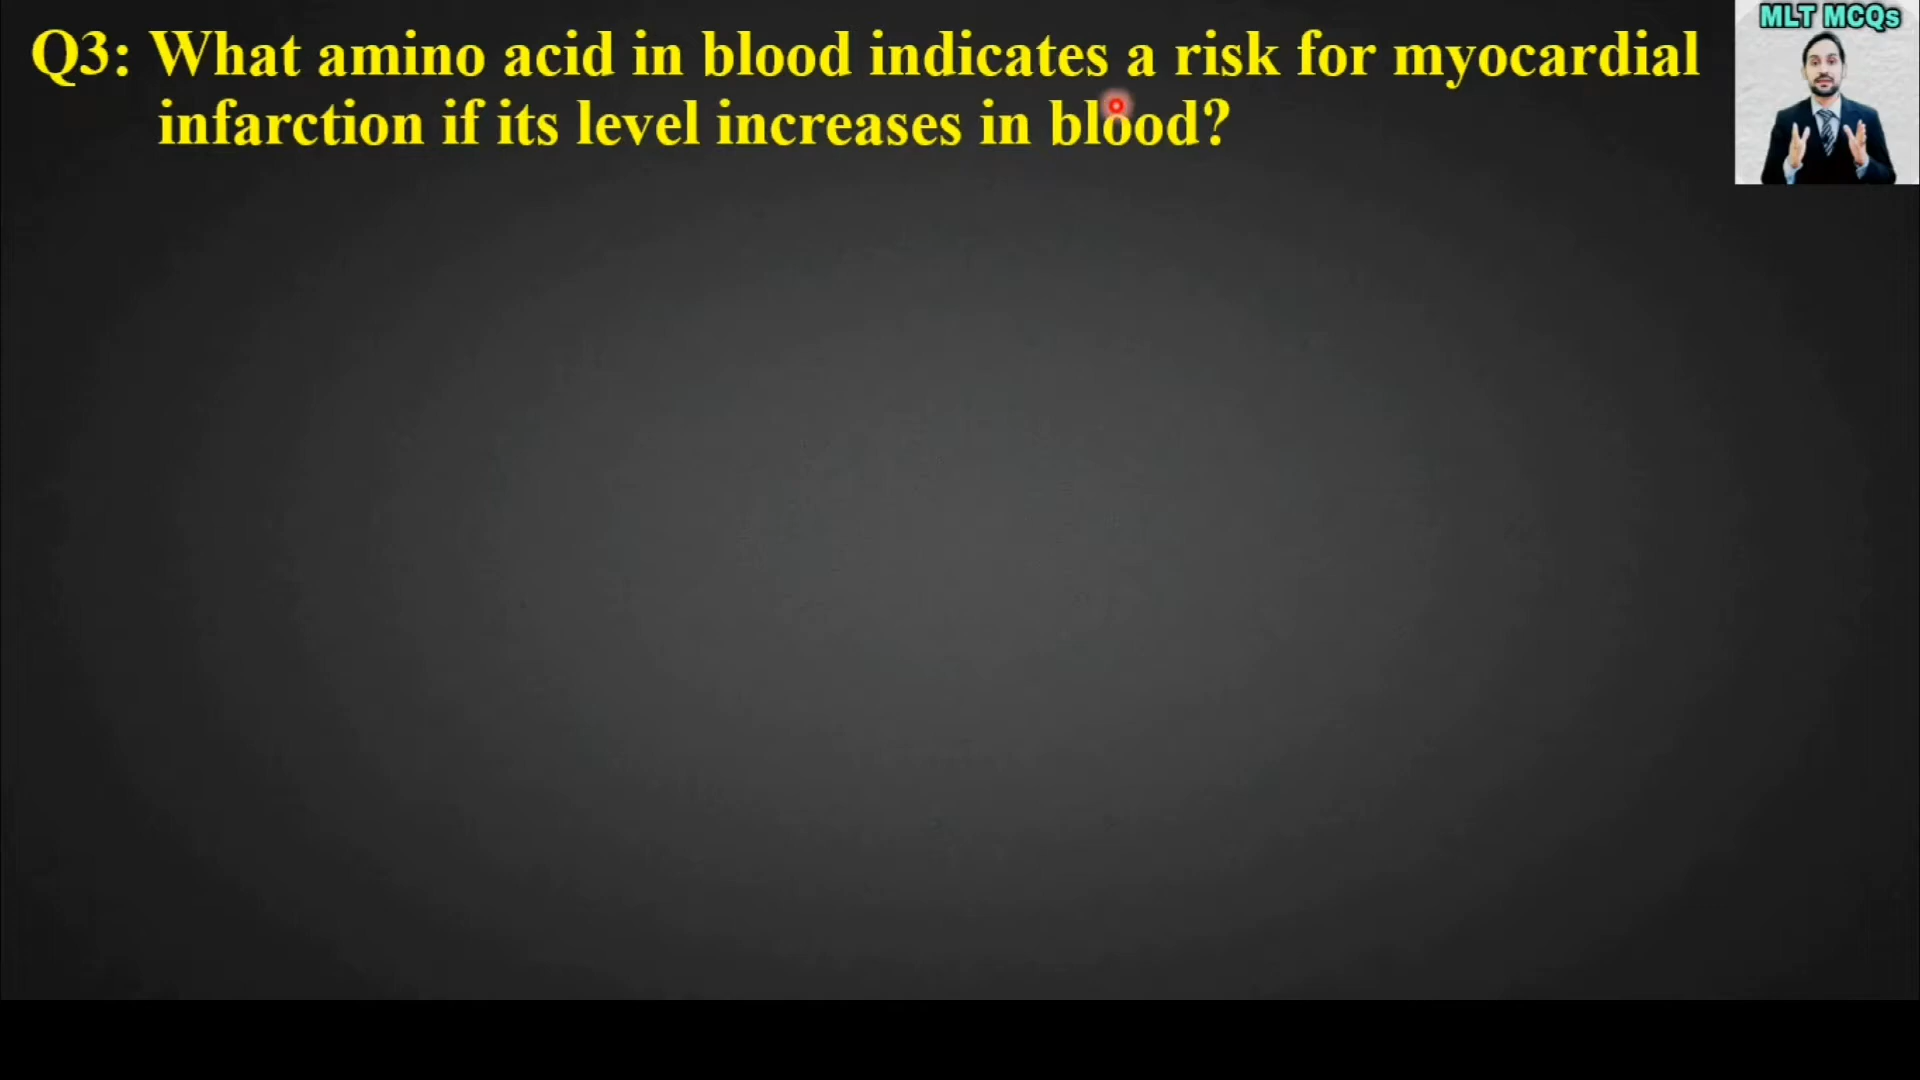 MLT MCQs
Q3: What amino acid in blood indicates a risk for myocardial
infarction if its level increases in blood?